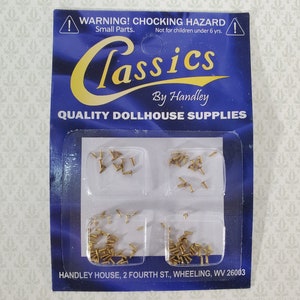 WARNING! CHOCKING HAZARD
Small Parts. Not for children under 6 yrs.
Classics
By Handley
QUALITY DOLLHOUSE SUPPLIES
HANDLEY HOUSE, 2 FOURTH ST., WHEELING, WV 26003